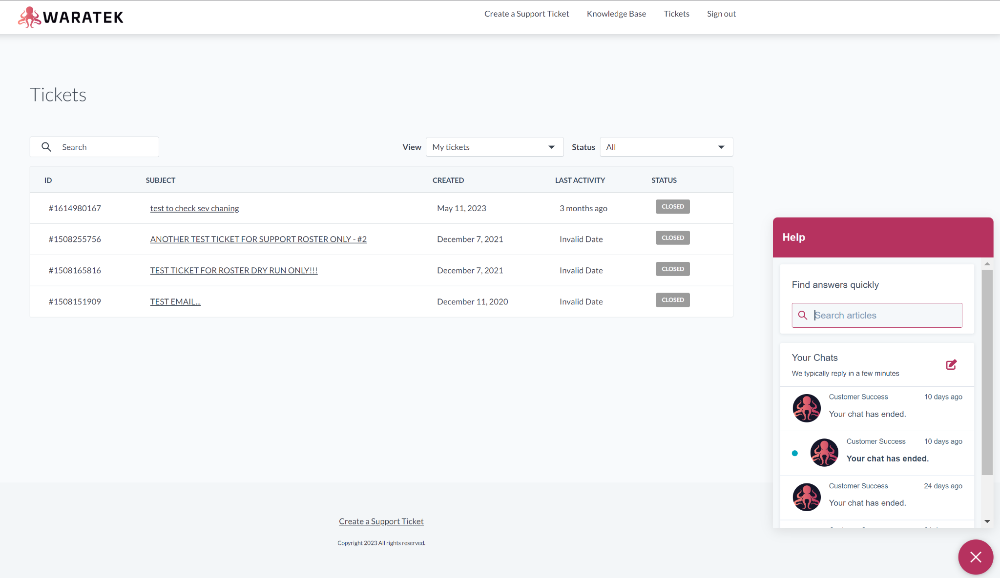 WARATEK
Create a Support Ticket Knowledge Base Tickets Sign out
Tickets
Search
View My tickets Status All
ID SUBJECT CREATED LAST ACTIVITY STATUS
#1614980167 test to check sev chaning May 11, 2023 3 months ago CLOSED
#1508255756 ANOTHER TEST TICKET FOR SUPPORT ROSTER ONLY - #2 December 7, 2021 Invalid Date CLOSED
#1508165816 TEST TICKET FOR ROSTER DRY RUN ONLY!!! December 7, 2021 Invalid Date CLOSED
#1508151909 TEST EMAIL... December 11, 2020 Invalid Date CLOSED
Help
Find answers quickly
Search articles
Your Chats
We typically reply in a few minutes
Customer Success 10 days ago
Your chat has ended.
Customer Success 10 days ago
Your chat has ended.
Customer Success 24 days ago
Your chat has ended.
Create a Support Ticket
Copyright 2023 All rights reserved.